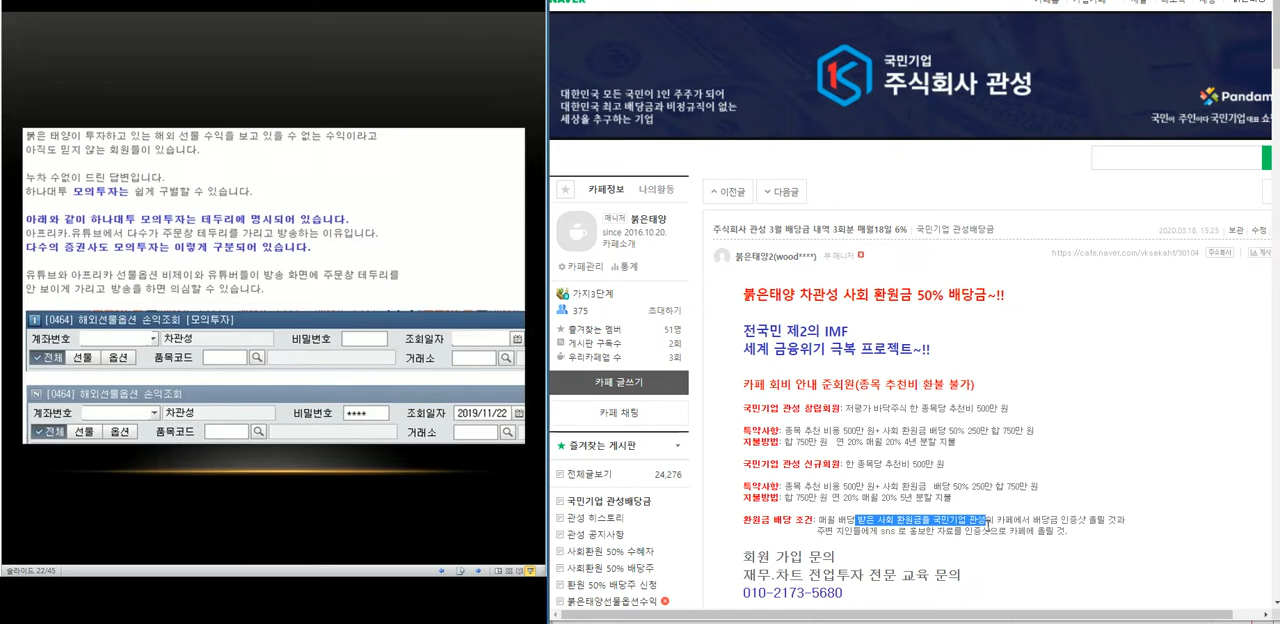 붉은 태양이 투자하고 있는 해외 선물 수익을 보고 있을 수 없는 수익이라고
아직도 믿지 않는 회원들이 있습니다.
누차 수없이 드린 답변입니다.
하나대투 모의투자는 쉽게 구별할 수 있습니다.
아래와 같이 하나대투 모의투자는 테두리에 명시되어 있습니다.
아프리카.유튜브에서 다수가 주문창 테두리를 가리고 방송하는 이유입니다.
다수의 증권사도 모의투자는 이렇게 구분되어 있습니다.
유튜브와 아프리카 선물옵션 비제이와 유튜버들이 방송 화면에 주문창 테두리를
안 보이게 가리고 방송을 하면 의심할 수 있습니다.
[0464] 해외선물옵션 손익조회 [모의투자]
계좌번호 차관성 비밀번호 조회일자
전체 선물 옵션 품목코드 거래소
[0464] 해외선물옵션 손익조회
계좌번호 차관성 비밀번호 **** 조회일자 2019/11/22
전체 선물 옵션 품목코드 거래소
슬라이드 22/45
NAVER
대한민국 모든 국민이 1인 주주가 되어
대한민국 최고 배당금과 비정규직이 없는
세상을 추구하는 기업
국민기업
주식회사 관성
Pandam
국민이 주인이다 국민기업대표 쇼
카페정보 나의활동
매니저 붉은태양
since 2016.10.20.
카페소개
카페관리 통계
가지3단계
375 초대하기
즐겨찾는 멤버 51명
게시판 구독수 2회
우리카페앱 수 3회
카페 글쓰기
카페 채팅
즐겨찾는 게시판
전체글보기 24,276
국민기업 관성배당금
관성 히스토리
관성 공지사항
사회환원 50% 수혜자
사회환원 50% 배당주
환원 50% 배당주 신청
붉은태양선물옵션수익
이전글 다음글
주식회사 관성 3월 배당금 내역 3회분 매월18일 6% 국민기업 관성배당금 2020.03.18. 15:25 보관 수정
붉은태양2(wood****) 부매니저 https://cafe.naver.com/vksekahf/30104 주소복사
붉은태양 차관성 사회 환원금 50% 배당금~!!
전국민 제2의 IMF
세계 금융위기 극복 프로젝트~!!
카페 회비 안내 준회원(종목 추천비 환불 불가)
국민기업 관성 창립회원: 저평가 바닥주식 한 종목당 추천비 500만 원
특약사항: 종목 추천 비용 500만 원+ 사회 환원금 배당 50% 250만 합 750만 원
지불방법: 합 750만 원 연 20% 매월 20% 4년 분할 지불
국민기업 관성 신규회원: 한 종목당 추천비 500만 원
특약사항: 종목 추천 비용 500만 원+ 사회 환원금 배당 50% 250만 합 750만 원
지불방법: 합 750만 원 연 20% 매월 20% 5년 분할 지불
환원금 배당 조건: 매월 배당 받은 사회 환원금을 국민기업 관성의 카페에서 배당금 인증샷 올릴 것과
주변 지인들에게 sns 로 홍보한 자료를 인증샷으로 카페에 올릴 것.
회원 가입 문의
재무.차트 전업투자 전문 교육 문의
010-2173-5680